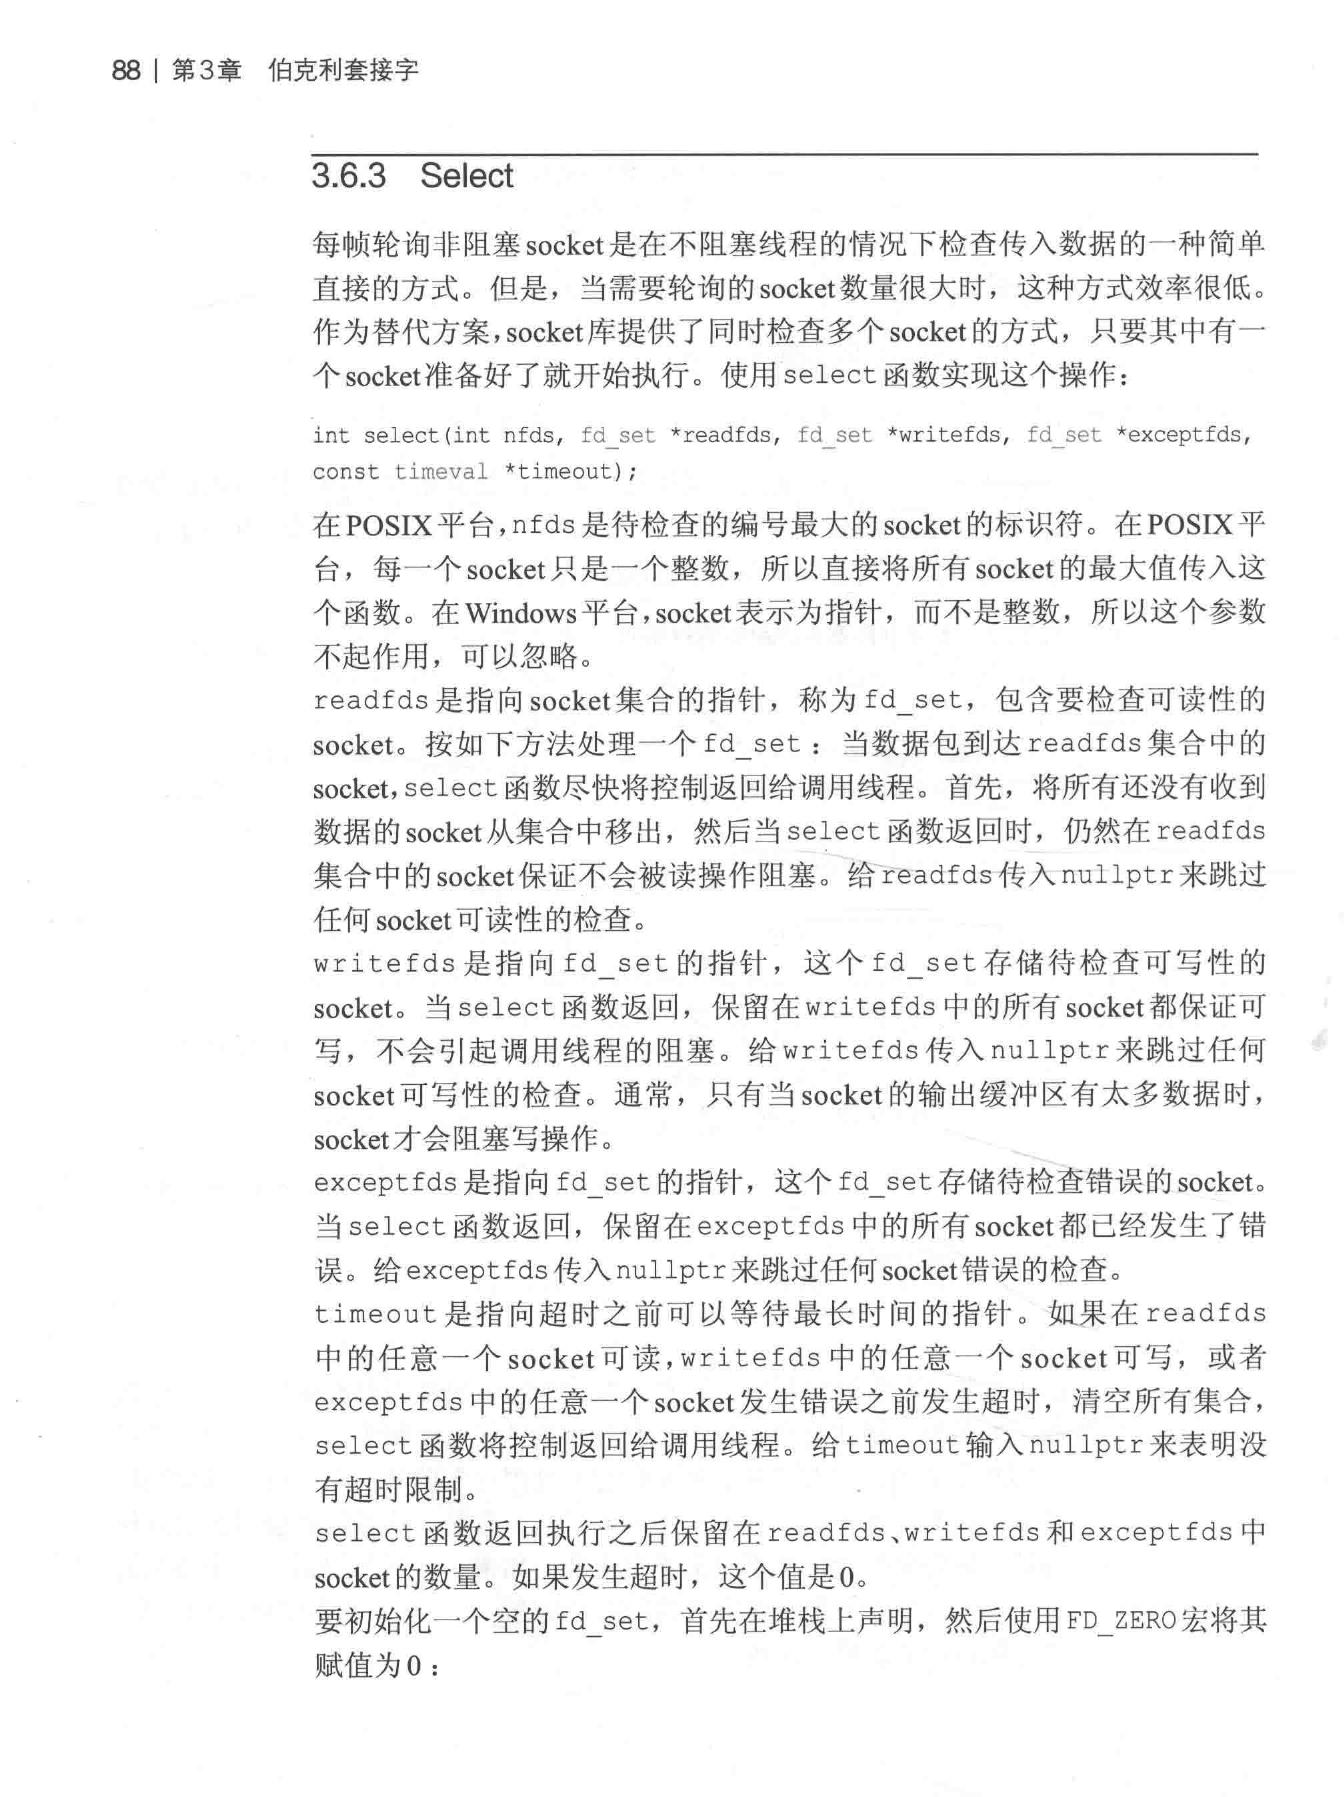 88 | 第3章 伯克利套接字
3.6.3 Select
每帧轮询非阻塞socket是在不阻塞线程的情况下检查传入数据的一种简单
直接的方式。但是，当需要轮询的socket数量很大时，这种方式效率很低。
作为替代方案，socket库提供了同时检查多个socket的方式，只要其中有一
个socket准备好了就开始执行。使用select函数实现这个操作：
int select(int nfds, fd_set *readfds, fd_set *writefds, fd_set *exceptfds,
const timeval *timeout);
在POSIX平台，nfds是待检查的编号最大的socket的标识符。在POSIX平
台，每一个socket只是一个整数，所以直接将所有socket的最大值传入这
个函数。在Windows平台，socket表示为指针，而不是整数，所以这个参数
不起作用，可以忽略。
readfds是指向socket集合的指针，称为fd_set，包含要检查可读性的
socket。按如下方法处理一个fd_set：当数据包到达readfds集合中的
socket，select函数尽快将控制返回给调用线程。首先，将所有还没有收到
数据的socket从集合中移出，然后当select函数返回时，仍然在readfds
集合中的socket保证不会被读操作阻塞。给readfds传入nullptr来跳过
任何socket可读性的检查。
writefds是指向fd_set的指针，这个fd_set存储待检查可写性的
socket。当select函数返回，保留在writefds中的所有socket都保证可
写，不会引起调用线程的阻塞。给writefds传入nullptr来跳过任何
socket可写性的检查。通常，只有当socket的输出缓冲区有太多数据时，
socket才会阻塞写操作。
exceptfds是指向fd_set的指针，这个fd_set存储待检查错误的socket。
当select函数返回，保留在exceptfds中的所有socket都已经发生了错
误。给exceptfds传入nullptr来跳过任何socket错误的检查。
timeout是指向超时之前可以等待最长时间的指针。如果在readfds
中的任意一个socket可读，writefds中的任意一个socket可写，或者
exceptfds中的任意一个socket发生错误之前发生超时，清空所有集合，
select函数将控制返回给调用线程。给timeout输入nullptr来表明没
有超时限制。
select函数返回执行之后保留在readfds、writefds和exceptfds中
socket的数量。如果发生超时，这个值是0。
要初始化一个空的fd_set，首先在堆栈上声明，然后使用FD_ZERO宏将其
赋值为0：